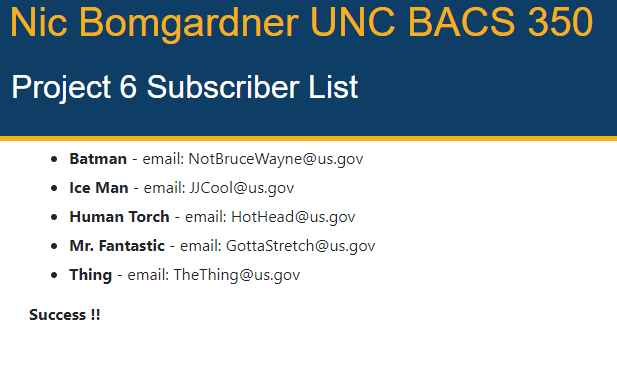 Nic Bomgardner UNC BACS 350
Project 6 Subscriber List
• Batman - email: NotBruceWayne@us.gov
• Ice Man - email: JJCool@us.gov
• Human Torch - email: HotHead@us.gov
• Mr. Fantastic - email: GottaStretch@us.gov
• Thing - email: TheThing@us.gov
Success !!